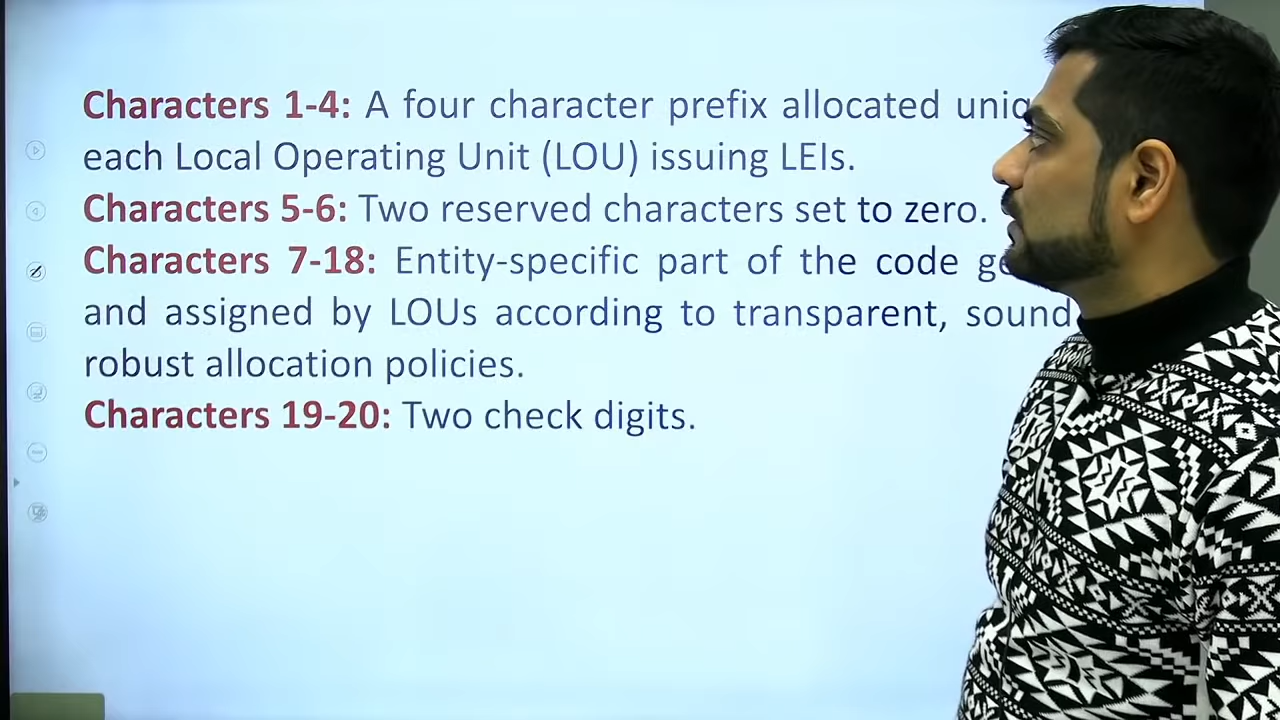 Characters 1-4: A four character prefix allocated
each Local Operating Unit (LOU) issuing LEIs.
Characters 5-6: Two reserved characters set to zero.
Characters 7-18: Entity-specific part of the code
and assigned by LOUs according to transparent, sound
robust allocation policies.
Characters 19-20: Two check digits.